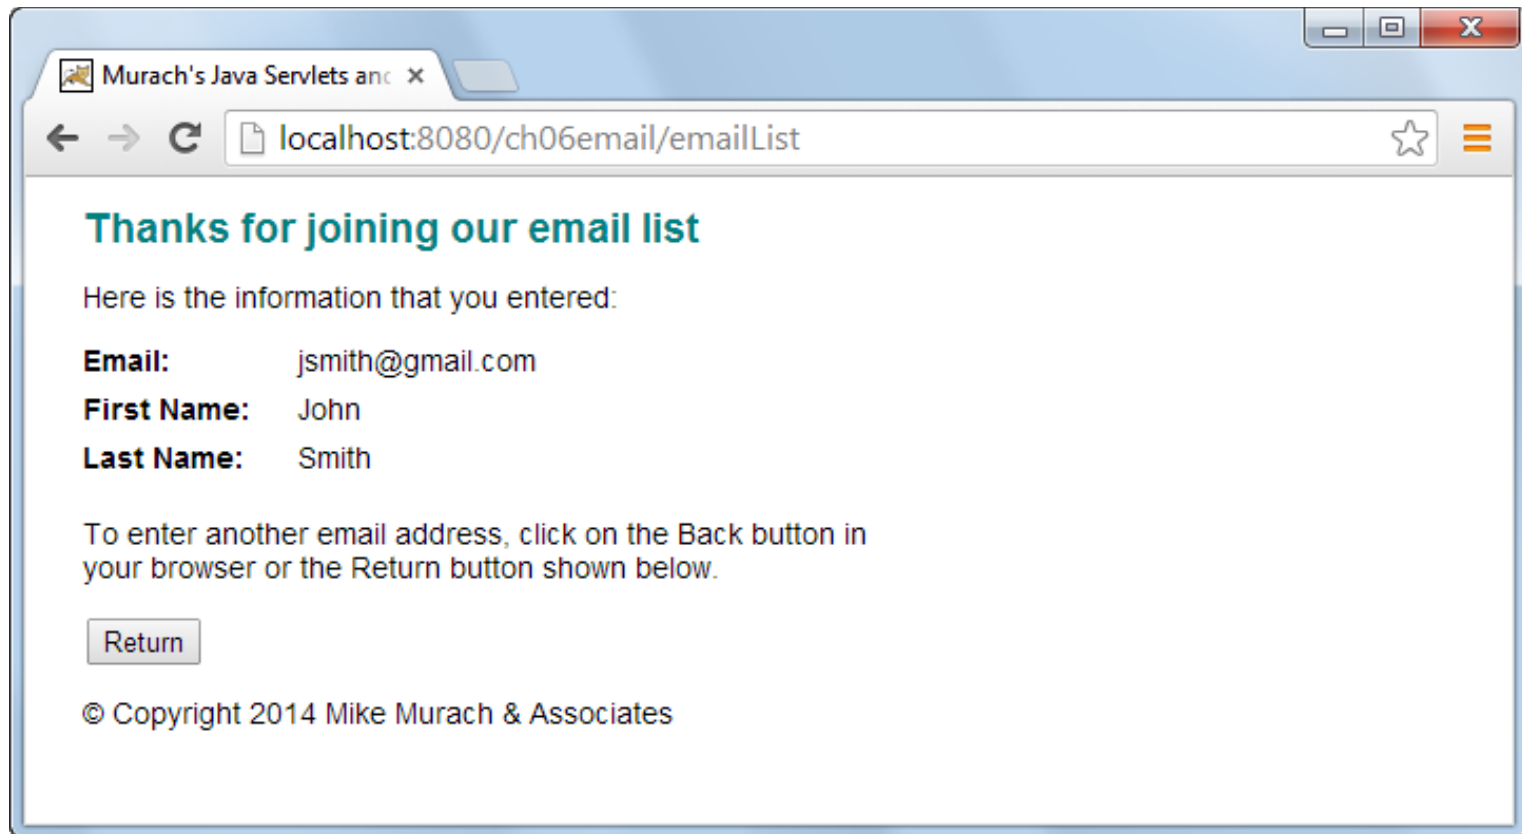 Murach's Java Servlets and
localhost:8080/ch06email/emailList
Thanks for joining our email list
Here is the information that you entered:
Email: jsmith@gmail.com
First Name: John
Last Name: Smith
To enter another email address, click on the Back button in
your browser or the Return button shown below.
Return
© Copyright 2014 Mike Murach & Associates